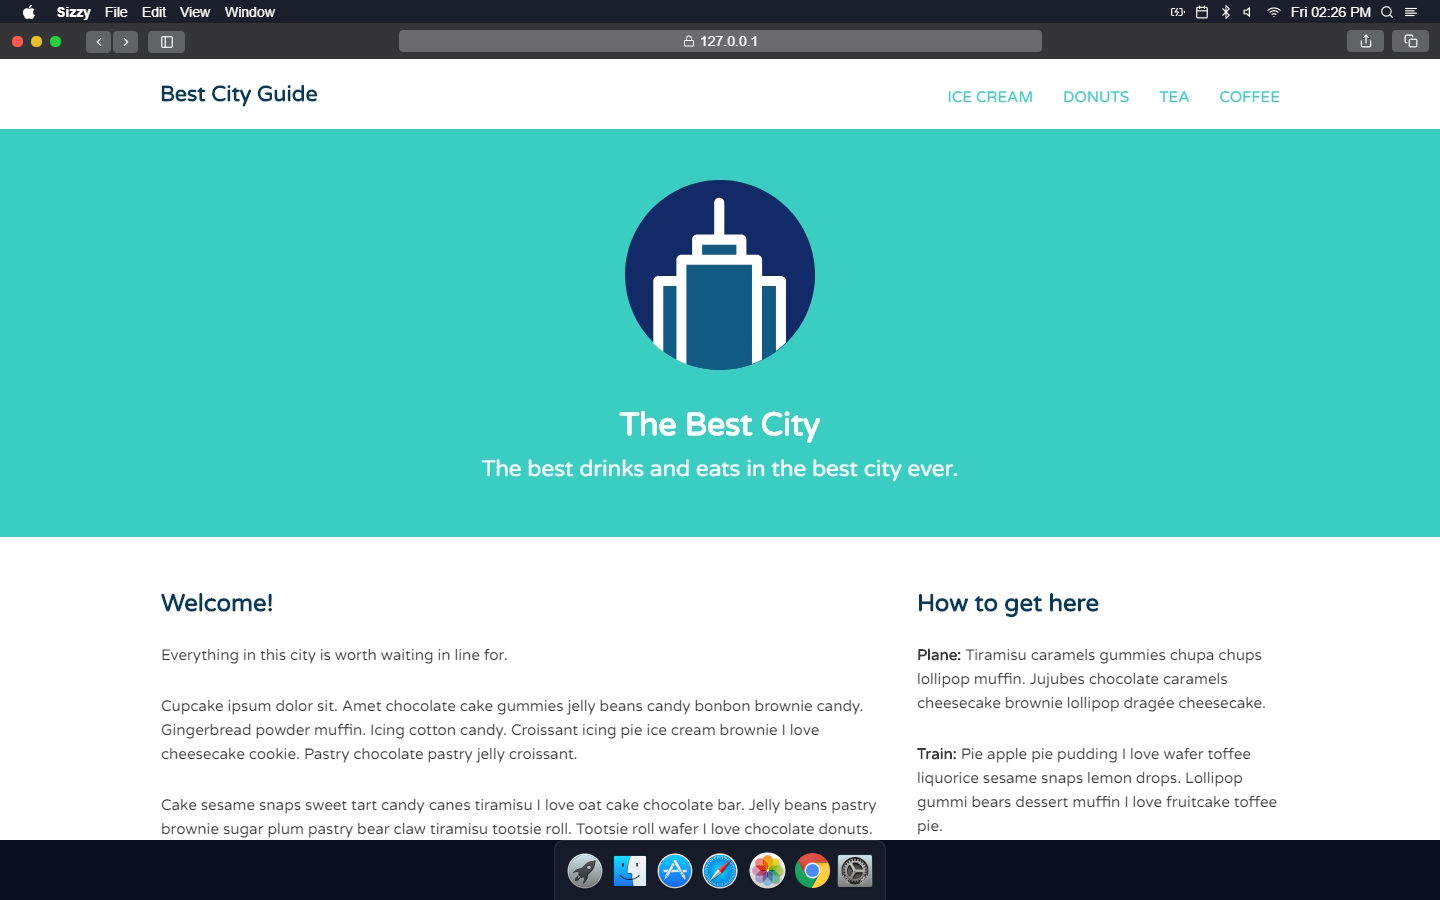 Sizzy File Edit View Window Fri 02:26 PM
127.0.0.1
Best City Guide
ICE CREAM DONUTS TEA COFFEE
The Best City
The best drinks and eats in the best city ever.
Welcome!
Everything in this city is worth waiting in line for.
Cupcake ipsum dolor sit. Amet chocolate cake gummies jelly beans candy bonbon brownie candy.
Gingerbread powder muffin. Icing cotton candy. Croissant icing pie ice cream brownie I love
cheesecake cookie. Pastry chocolate pastry jelly croissant.
Cake sesame snaps sweet tart candy canes tiramisu I love oat cake chocolate bar. Jelly beans pastry
brownie sugar plum pastry bear claw tiramisu tootsie roll. Tootsie roll wafer I love chocolate donuts.
How to get here
Plane: Tiramisu caramels gummies chupa chups
lollipop muffin. Jujubes chocolate caramels
cheesecake brownie lollipop dragée cheesecake.
Train: Pie apple pie pudding I love wafer toffee
liquorice sesame snaps lemon drops. Lollipop
gummi bears dessert muffin I love fruitcake toffee
pie.